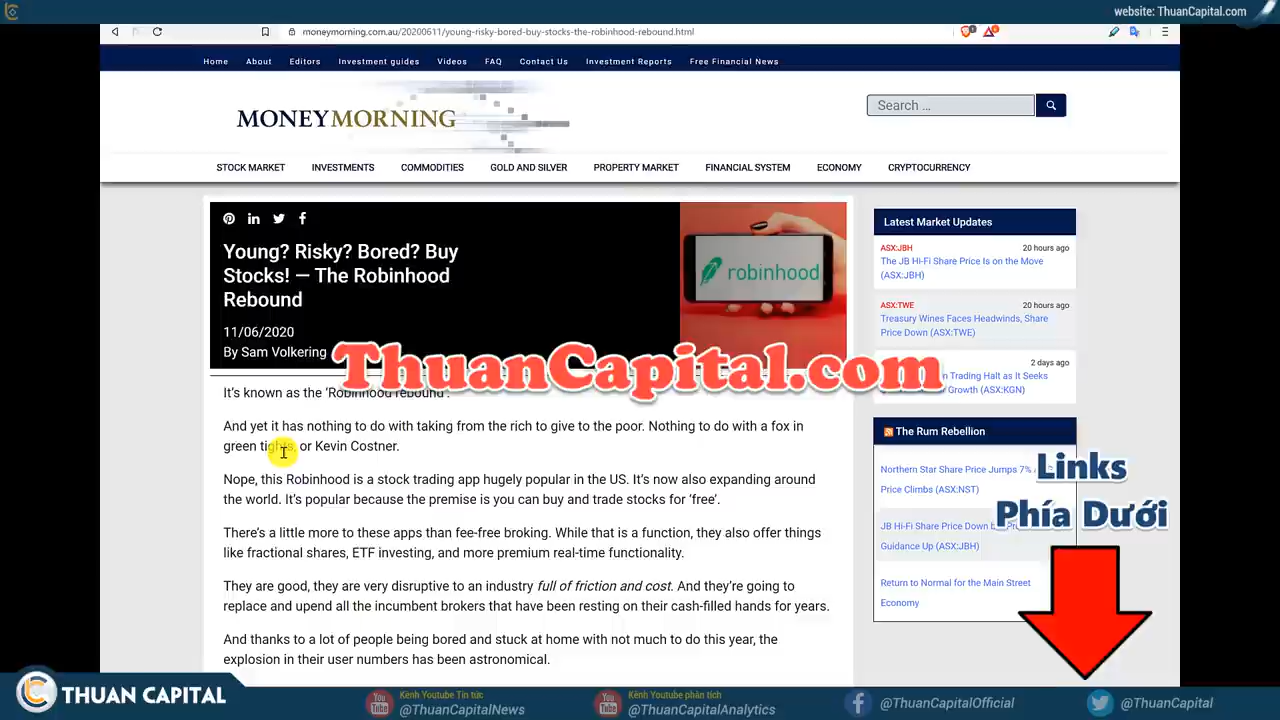 website: ThuanCapital.com
moneymorning.com.au/20200611/young-risky-bored-buy-stocks-the-robinhood-rebound.html
Home About Editors Investment guides Videos FAQ Contact Us Investment Reports Free Financial News
MONEYMORNING
Search ...
STOCK MARKET INVESTMENTS COMMODITIES GOLD AND SILVER PROPERTY MARKET FINANCIAL SYSTEM ECONOMY CRYPTOCURRENCY
Young? Risky? Bored? Buy
Stocks! — The Robinhood
Rebound
11/06/2020
By Sam Volkering
robinhood
ThuanCapital.com
It's known as the 'Robinhood rebound'.
And yet it has nothing to do with taking from the rich to give to the poor. Nothing to do with a fox in
green tights, or Kevin Costner.
Nope, this Robinhood is a stock trading app hugely popular in the US. It's now also expanding around
the world. It's popular because the premise is you can buy and trade stocks for 'free'.
There's a little more to these apps than fee-free broking. While that is a function, they also offer things
like fractional shares, ETF investing, and more premium real-time functionality.
They are good, they are very disruptive to an industry full of friction and cost. And they're going to
replace and upend all the incumbent brokers that have been resting on their cash-filled hands for years.
And thanks to a lot of people being bored and stuck at home with not much to do this year, the
explosion in their user numbers has been astronomical.
Latest Market Updates
ASX:JBH 20 hours ago
The JB Hi-Fi Share Price Is on the Move
(ASX:JBH)
ASX:TWE 20 hours ago
Treasury Wines Faces Headwinds, Share
Price Down (ASX:TWE)
2 days ago
Trading Halt as It Seeks
Growth (ASX:KGN)
The Rum Rebellion
Northern Star Share Price Jumps 7%
Price Climbs (ASX:NST)
JB Hi-Fi Share Price Down
Guidance Up (ASX:JBH)
Return to Normal for the Main Street
Economy
Links
Phía Dưới
THUAN CAPITAL
Kênh Youtube Tin tức
@ThuanCapitalNews
Kênh Youtube phân tích
@ThuanCapitalAnalytics
@ThuanCapitalOfficial
@ThuanCapital